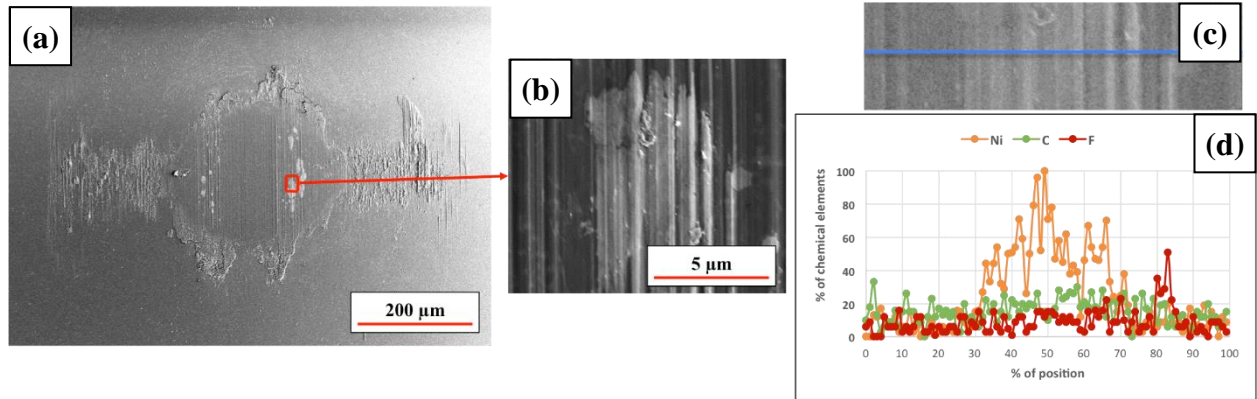 (a)
200 μm
(b)
5 μm
(c)
(d)
Ni C F
% of chemical elements
100
80
60
40
20
0
0 10 20 30 40 50 60 70 80 90 100
% of position